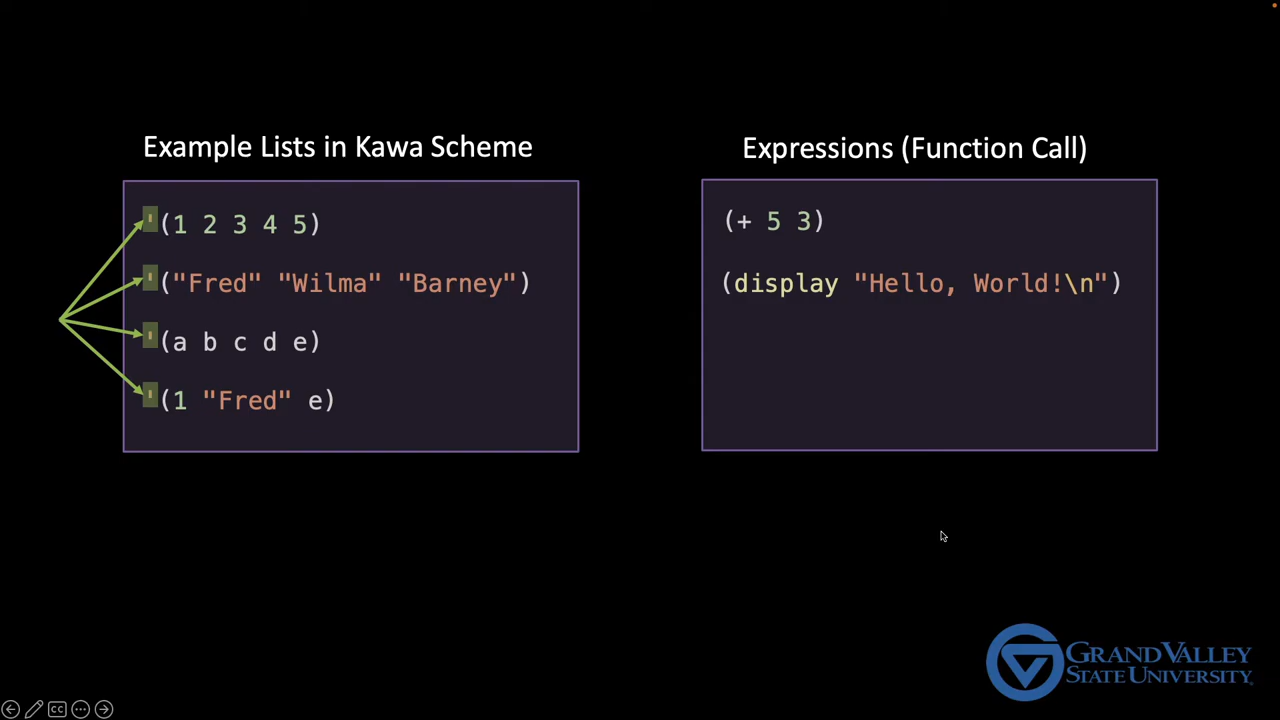 Example Lists in Kawa Scheme
'(1 2 3 4 5)
'("Fred" "Wilma" "Barney")
'(a b c d e)
'(1 "Fred" e)
Expressions (Function Call)
(+ 5 3)
(display "Hello, World!\n")
GRAND VALLEY
STATE UNIVERSITY
CC